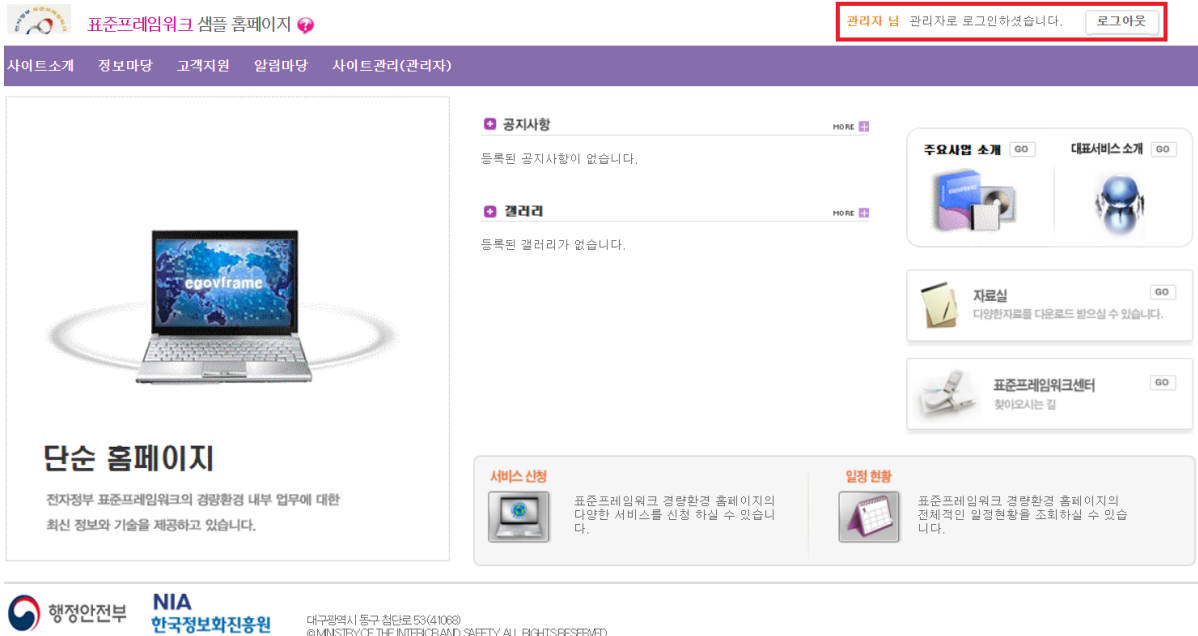 표준프레임워크 샘플 홈페이지 ?
관리자 님 관리자로 로그인하셧습니다. 로그아웃
사이트소개 정보마당 고객지원 알림마당 사이트관리(관리자)
공지사항 MORE
등록된 공지사항이 없습니다.
갤러리 MORE
등록된 갤러리가 없습니다.
주요사업 소개 GO
대표서비스 소개 GO
egovframe
자료실 GO
다양한자료를 다운로드 받으실 수 있습니다.
표준프레임워크센터 GO
찾아오시는 길
단순 홈페이지
전자정부 표준프레임워크의 경량환경 내부 업무에 대한
최신 정보와 기술을 제공하고 있습니다.
서비스 신청
표준프레임워크 경량환경 홈페이지의
다양한 서비스를 신청 하실 수 있습니
다.
일정 현황
표준프레임워크 경량환경 홈페이지의
전체적인 일정현황을 조회하실 수 있습
니다.
행정안전부
NIA
한국정보화진흥원
대구광역시 동구 첨단로 53(41068)
© MINISTRY OF THE INTERIOR AND SAFETY. ALL RIGHTS RESERVED.